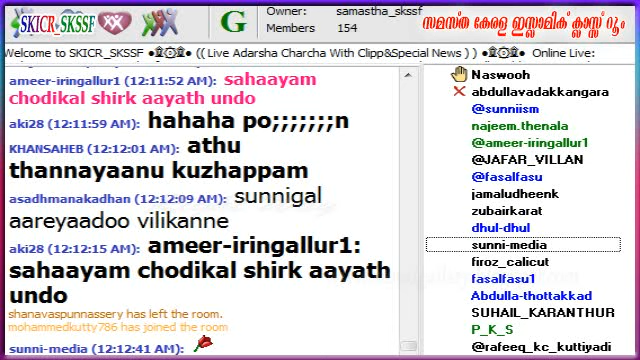 SKICR_SKSSF
G
Owner: samastha_skssf
Members 154
സമസ്ത കേരള ഇസ്ലാമിക് ക്ലാസ്സ് റൂം
Welcome to SKICR_SKSSF (( Live Adarsha Charcha With Clipp&Special News ) ) Online Live:
ameer-iringallur1 (12:11:52 AM): sahaayam
chodikal shirk aayath undo
aki28 (12:11:59 AM): hahaha po;;;;;;;n
KHANSAHEB (12:12:01 AM): athu
thannayaanu kuzhappam
asadhmanakadhan (12:12:09 AM): sunnigal
aareyaadoo vilikanne
aki28 (12:12:15 AM): ameer-iringallur1:
sahaayam chodikal shirk aayath
undo
shanavaspunnassery has left the room.
mohammedkutty786 has joined the room
sunni-media (12:12:41 AM):
Naswooh
abdullavadakkangara
@sunniism
najeem.thenala
@ameer-iringallur1
@JAFAR_VILLAN
@fasalfasu
jamaludheenk
zubairkarat
dhul-dhul
sunni-media
firoz_calicut
fasalfasu1
Abdulla-thottakkad
SUHAIL_KARANTHUR
P_K_S
@rafeeq_kc_kuttiyadi